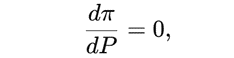 dπ/dP = 0,